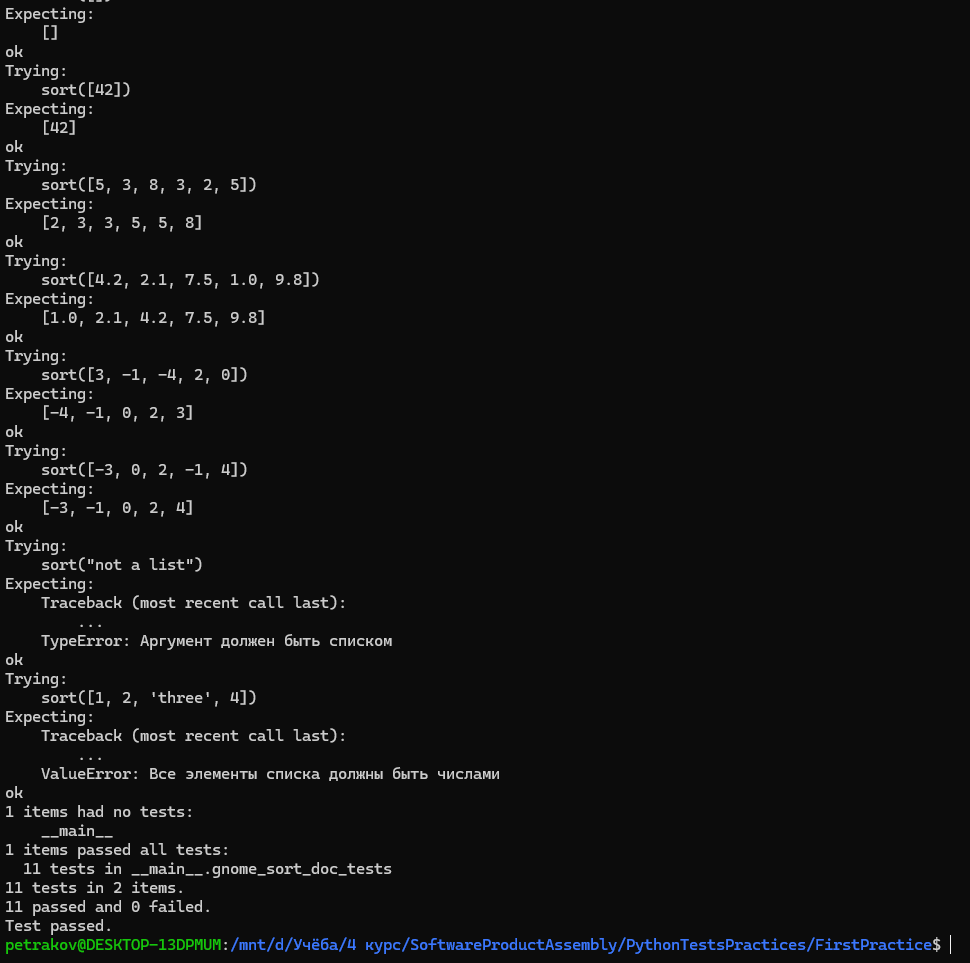 Expecting:
    []
ok
Trying:
    sort([42])
Expecting:
    [42]
ok
Trying:
    sort([5, 3, 8, 3, 2, 5])
Expecting:
    [2, 3, 3, 5, 5, 8]
ok
Trying:
    sort([4.2, 2.1, 7.5, 1.0, 9.8])
Expecting:
    [1.0, 2.1, 4.2, 7.5, 9.8]
ok
Trying:
    sort([3, -1, -4, 2, 0])
Expecting:
    [-4, -1, 0, 2, 3]
ok
Trying:
    sort([-3, 0, 2, -1, 4])
Expecting:
    [-3, -1, 0, 2, 4]
ok
Trying:
    sort("not a list")
Expecting:
    Traceback (most recent call last):
        ...
    TypeError: Аргумент должен быть списком
ok
Trying:
    sort([1, 2, 'three', 4])
Expecting:
    Traceback (most recent call last):
        ...
    ValueError: Все элементы списка должны быть числами
ok
1 items had no tests:
    __main__
1 items passed all tests:
  11 tests in __main__.gnome_sort_doc_tests
11 tests in 2 items.
11 passed and 0 failed.
Test passed.
petrakov@DESKTOP-13DPMUM:/mnt/d/Учёба/4 курс/SoftwareProductAssembly/PythonTestsPractices/FirstPractice$